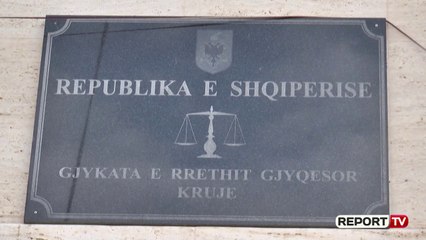 REPUBLIKA E SHQIPERISE
GJYKATA E RRETHIT GJYQESOR
KRUJE
REPORT TV